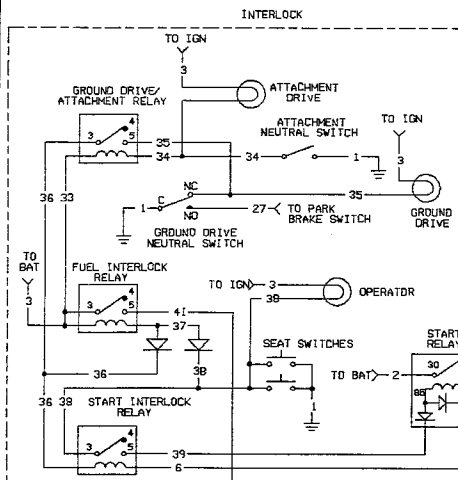 INTERLOCK
TO IGN
3
GROUND DRIVE/
ATTACHMENT RELAY
ATTACHMENT
DRIVE
ATTACHMENT
NEUTRAL SWITCH
TO IGN
4
3
5
35
34
34
1
3
36
33
NC
35
C
1
NO
27
TO PARK
BRAKE SWITCH
GROUND
DRIVE
GROUND DRIVE
NEUTRAL SWITCH
TO
BAT
3
FUEL INTERLOCK
RELAY
TO IGN
3
38
OPERATOR
4
3
5
41
37
38
SEAT SWITCHES
START
RELAY
36
TO BAT
2
30
86
36
38
START INTERLOCK
RELAY
1
4
3
5
39
6